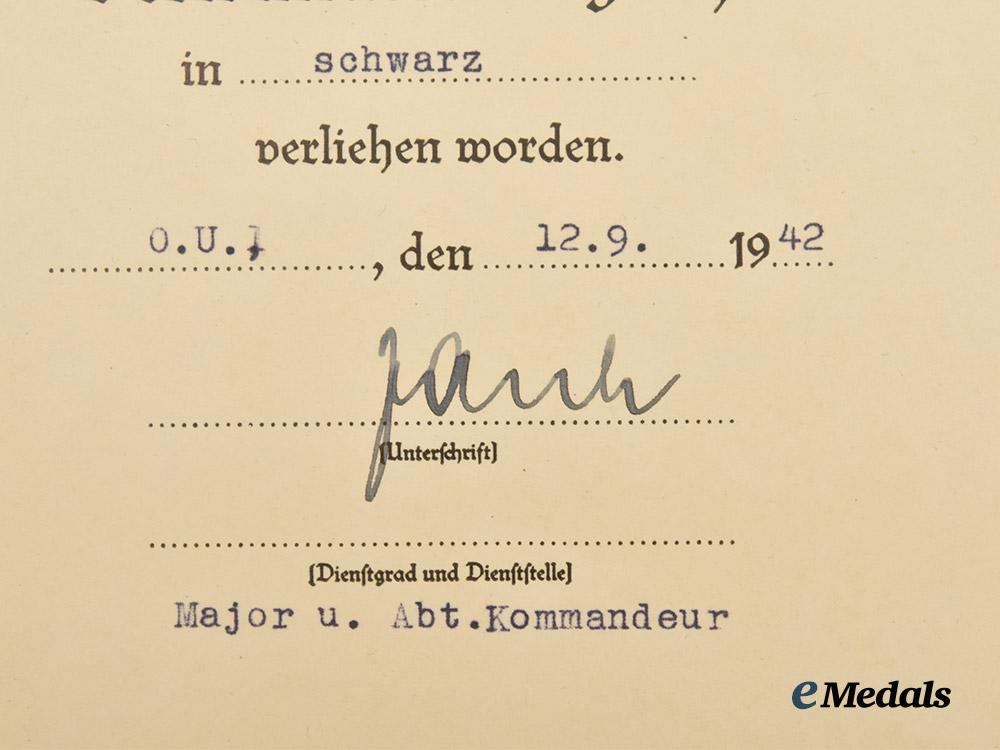 in schwarz
verliehen worden.
O.U., den 12.9. 1942
(Unterschrift)
(Dienstgrad und Dienststelle)
Major u. Abt.Kommandeur
eMedals